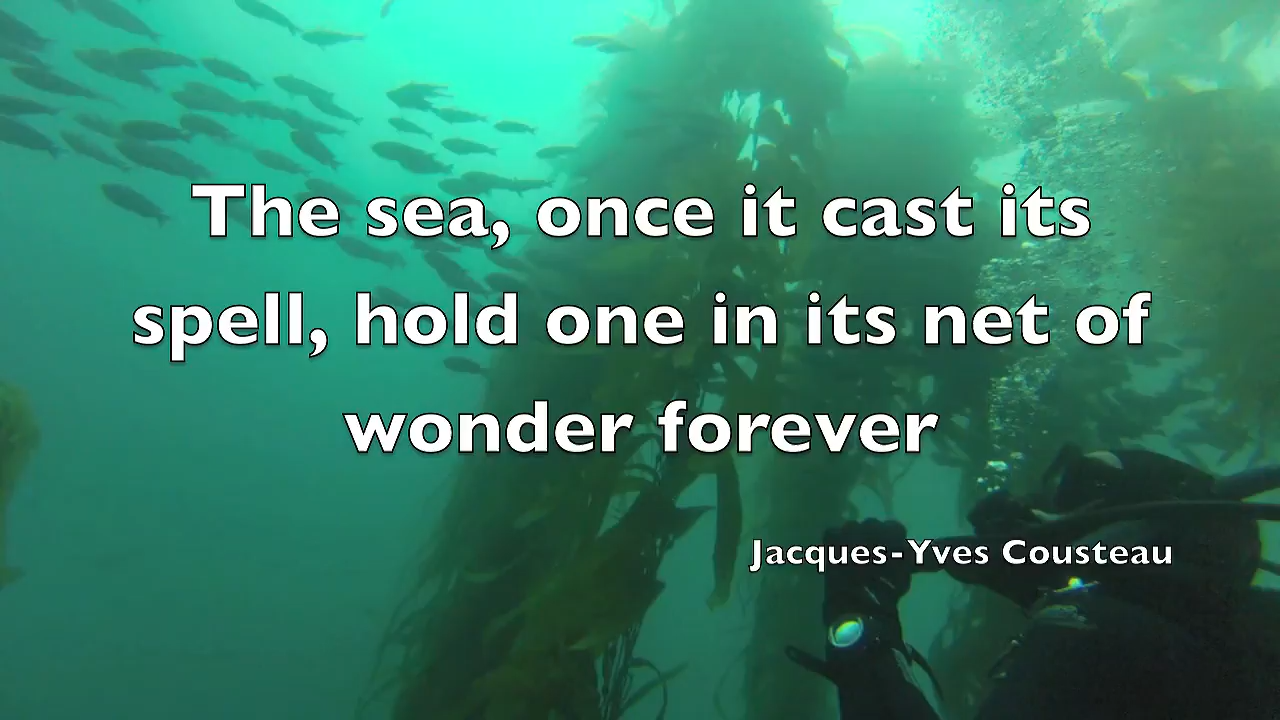 The sea, once it cast its
spell, hold one in its net of
wonder forever
Jacques-Yves Cousteau